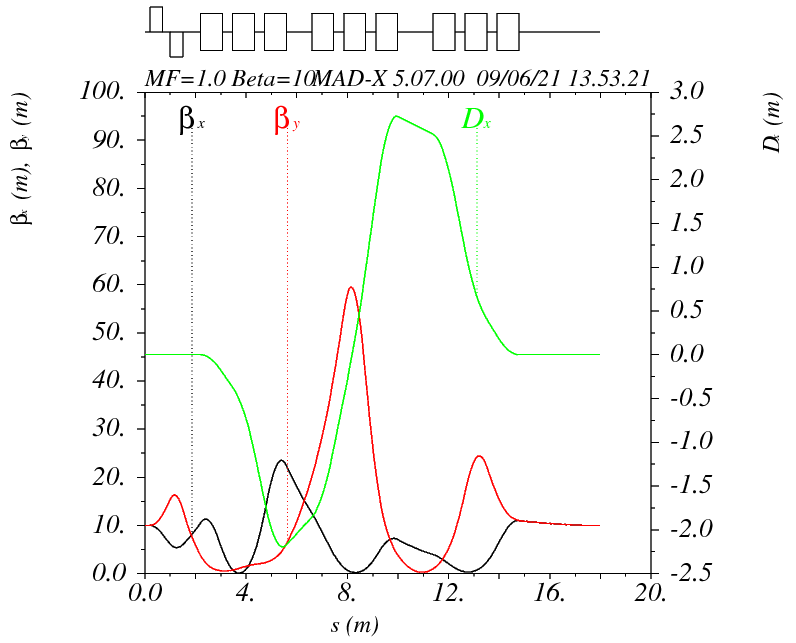 MF=1.0 Beta=10MAD-X 5.07.00 09/06/21 13.53.21
βx
βy
Dx
100.
90.
80.
70.
60.
50.
40.
30.
20.
10.
0.0
βx (m), βy (m)
3.0
2.5
2.0
1.5
1.0
0.5
0.0
-0.5
-1.0
-1.5
-2.0
-2.5
Dx (m)
0.0 4. 8. 12. 16. 20.
s (m)